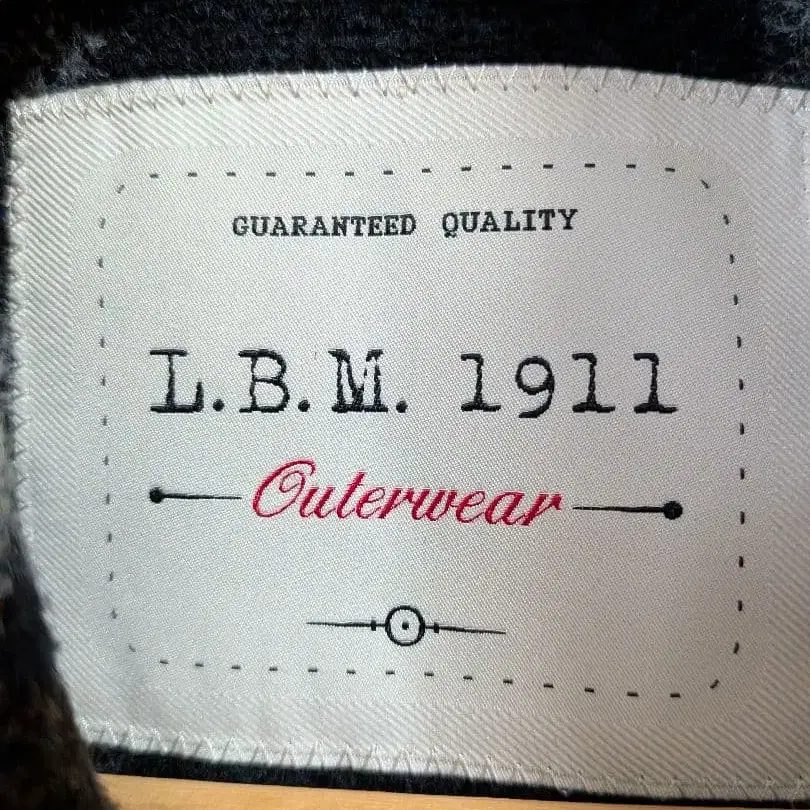 GUARANTEED QUALITY
L.B.M. 1911
Outerwear